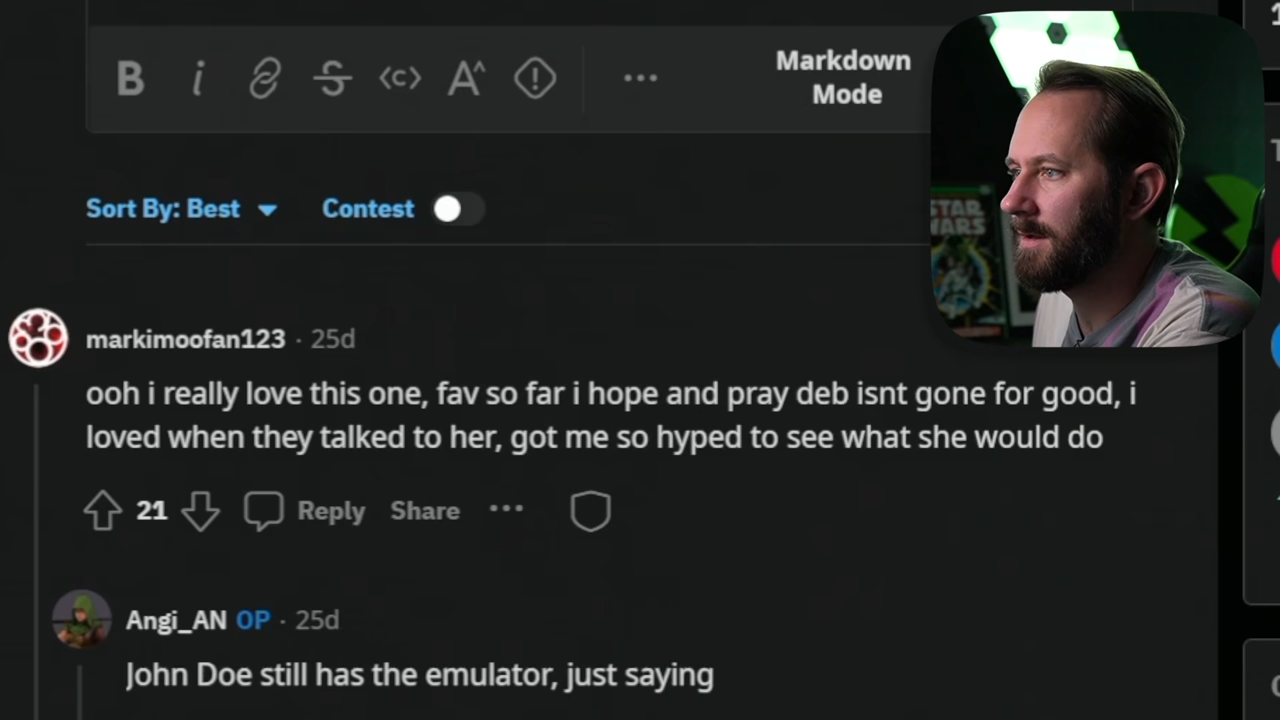 B i A^ ... Markdown
Mode
Sort By: Best Contest
STAR
WARS
markimoofan123 · 25d
ooh i really love this one, fav so far i hope and pray deb isnt gone for good, i
loved when they talked to her, got me so hyped to see what she would do
21 Reply Share ...
Angi_AN OP · 25d
John Doe still has the emulator, just saying